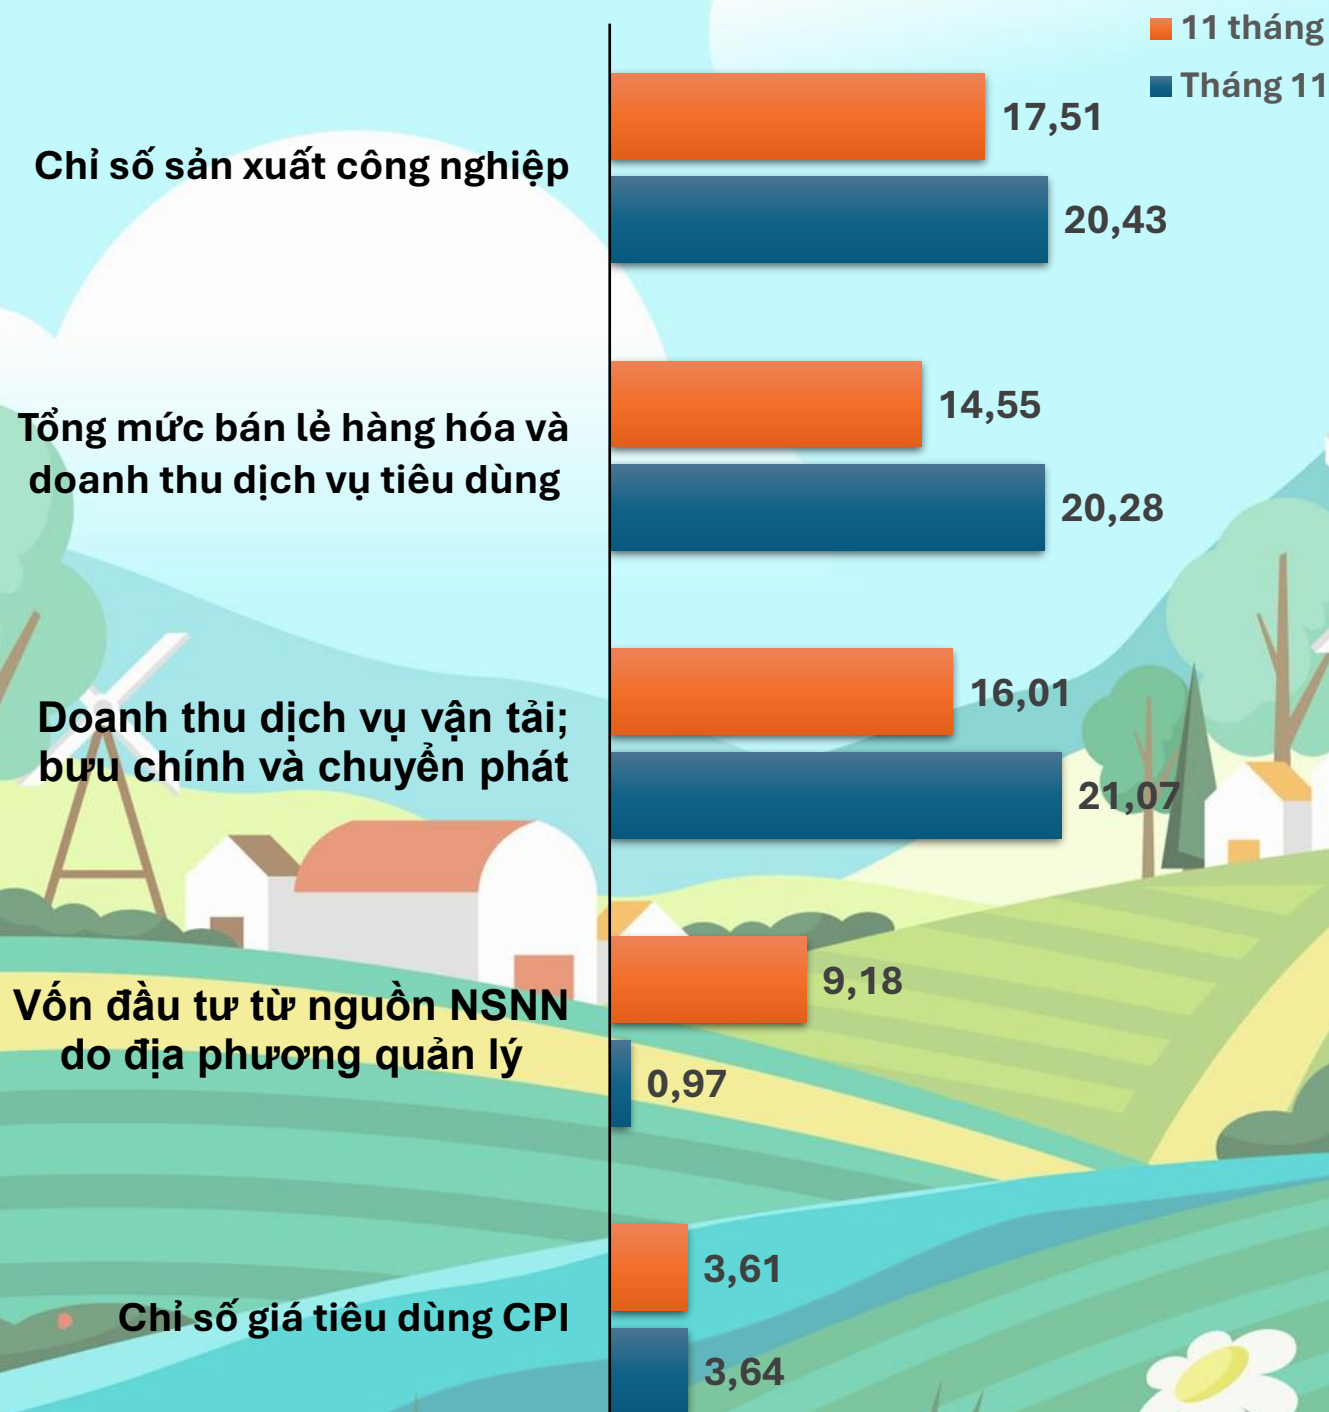 11 tháng
Tháng 11
17,51
Chỉ số sản xuất công nghiệp
20,43
14,55
Tổng mức bán lẻ hàng hóa và
doanh thu dịch vụ tiêu dùng
20,28
16,01
Doanh thu dịch vụ vận tải;
bưu chính và chuyển phát
21,07
9,18
Vốn đầu tư từ nguồn NSNN
do địa phương quản lý
0,97
3,61
Chỉ số giá tiêu dùng CPI
3,64